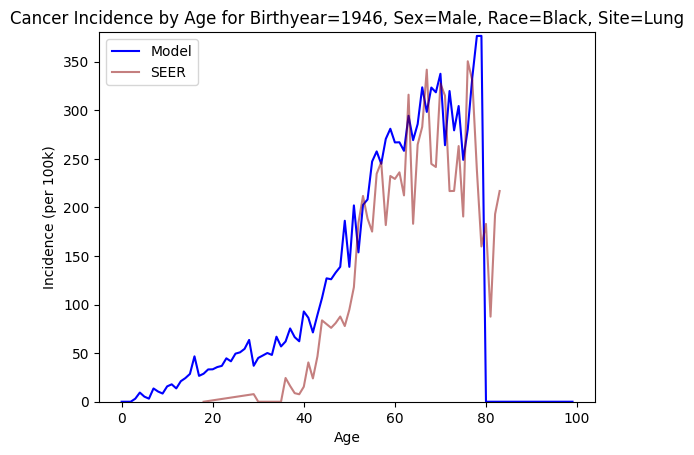 Cancer Incidence by Age for Birthyear=1946, Sex=Male, Race=Black, Site=Lung
Model
SEER
Incidence (per 100k)
350
300
250
200
150
100
50
0
0 20 40 60 80 100
Age